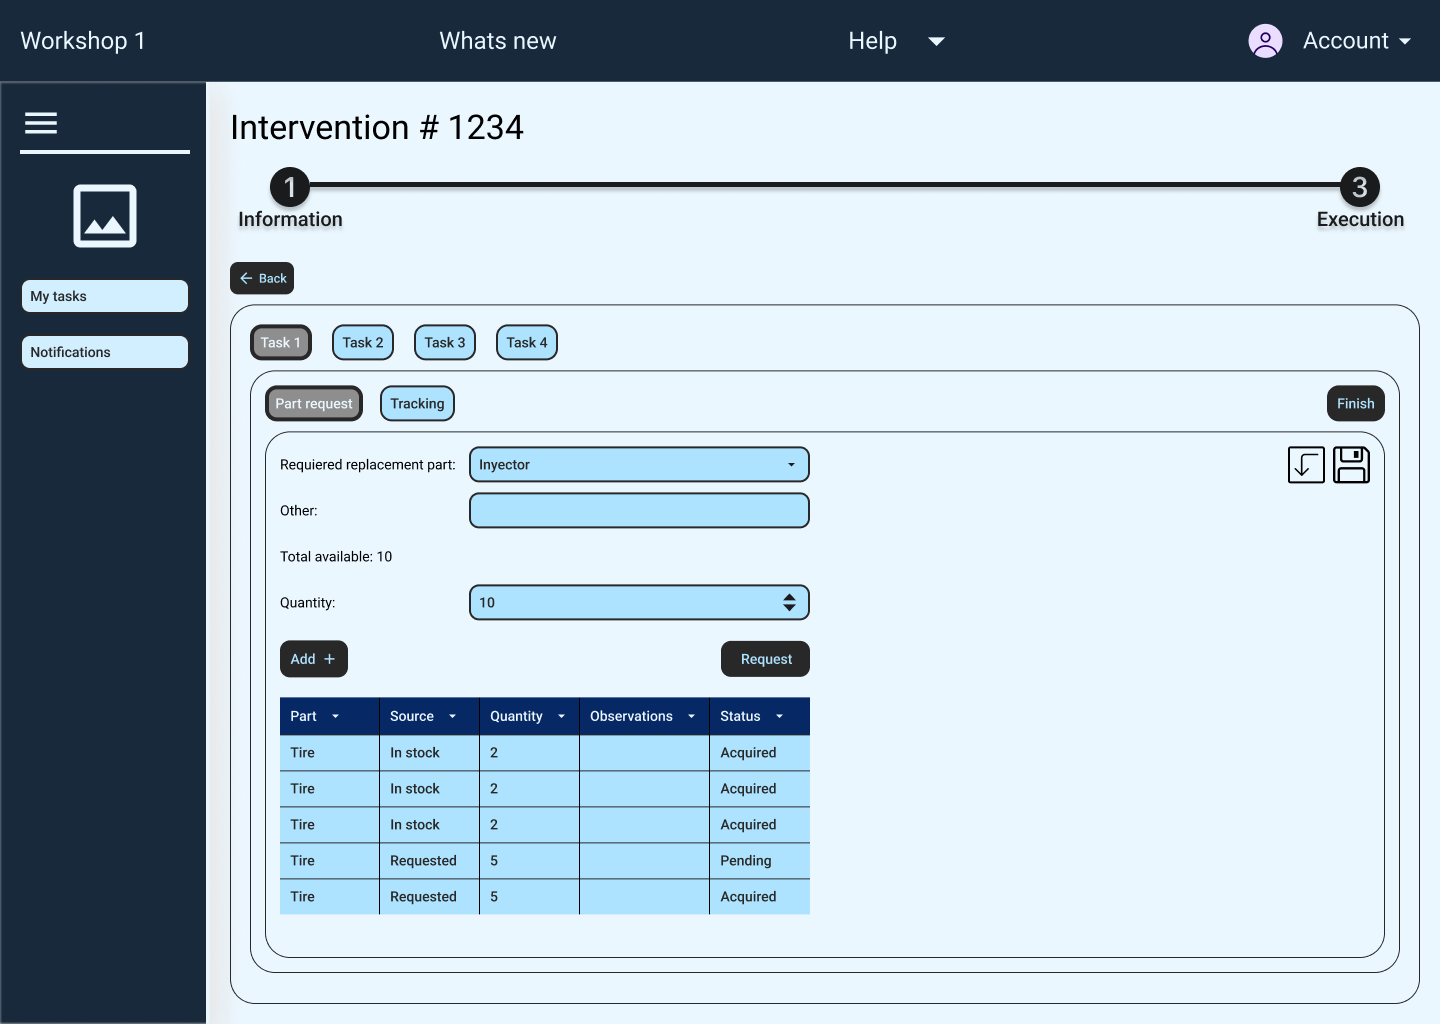 Workshop 1
Whats new
Help
Account
Intervention # 1234
1
3
Information
Execution
My tasks
Notifications
Back
Task 1
Task 2
Task 3
Task 4
Part request
Tracking
Finish
Requiered replacement part:
Inyector
Other:
Total available: 10
Quantity:
10
Add +
Request
Part Source Quantity Observations Status
Tire In stock 2 Acquired
Tire In stock 2 Acquired
Tire In stock 2 Acquired
Tire Requested 5 Pending
Tire Requested 5 Acquired